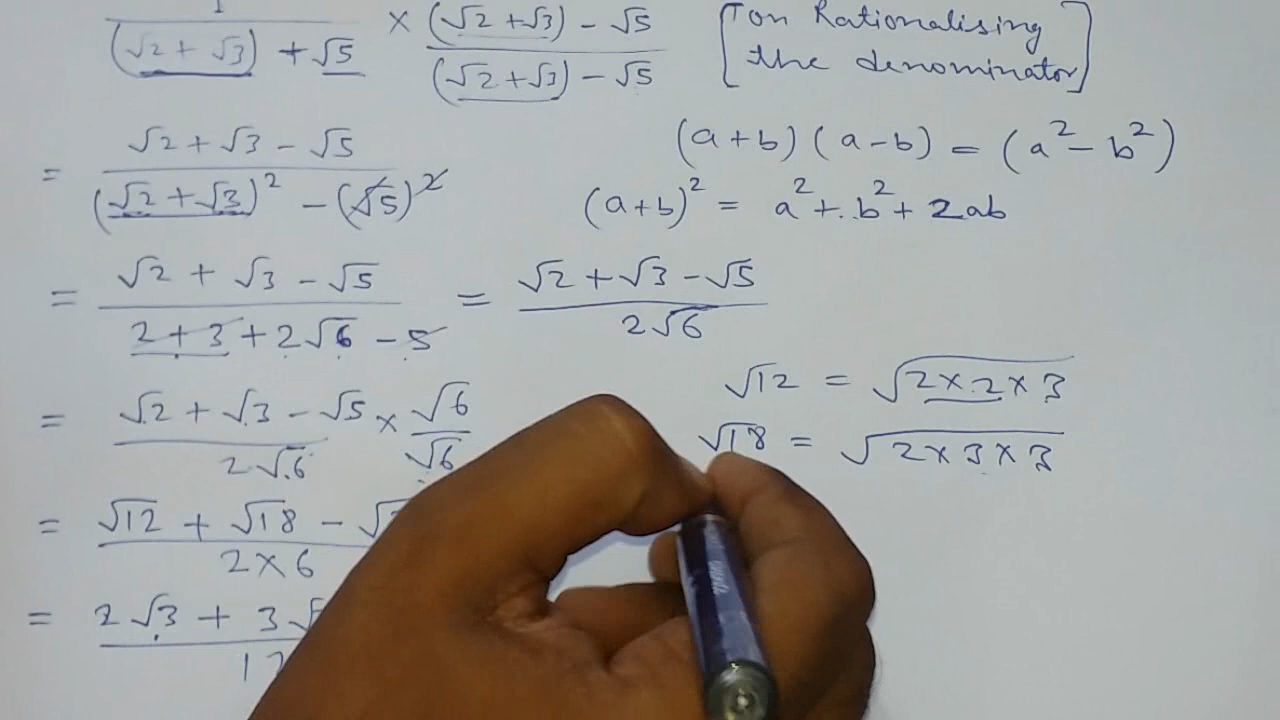 1/((√2 + √3) + √5) × ((√2 + √3) - √5)/((√2 + √3) - √5) [on Rationalising
the denominator]
= (√2 + √3 - √5)/((√2 + √3)² - (√5)²)
(a + b) (a - b) = (a² - b²)
(a + b)² = a² + b² + 2ab
= (√2 + √3 - √5)/(2 + 3 + 2√6 - 5) = (√2 + √3 - √5)/(2√6)
= (√2 + √3 - √5)/(2√6) × √6/√6
√12 = √(2 × 2 × 3)
√18 = √(2 × 3 × 3)
= (√12 + √18 - √)/(2 × 6)
= (2√3 + 3√)/12